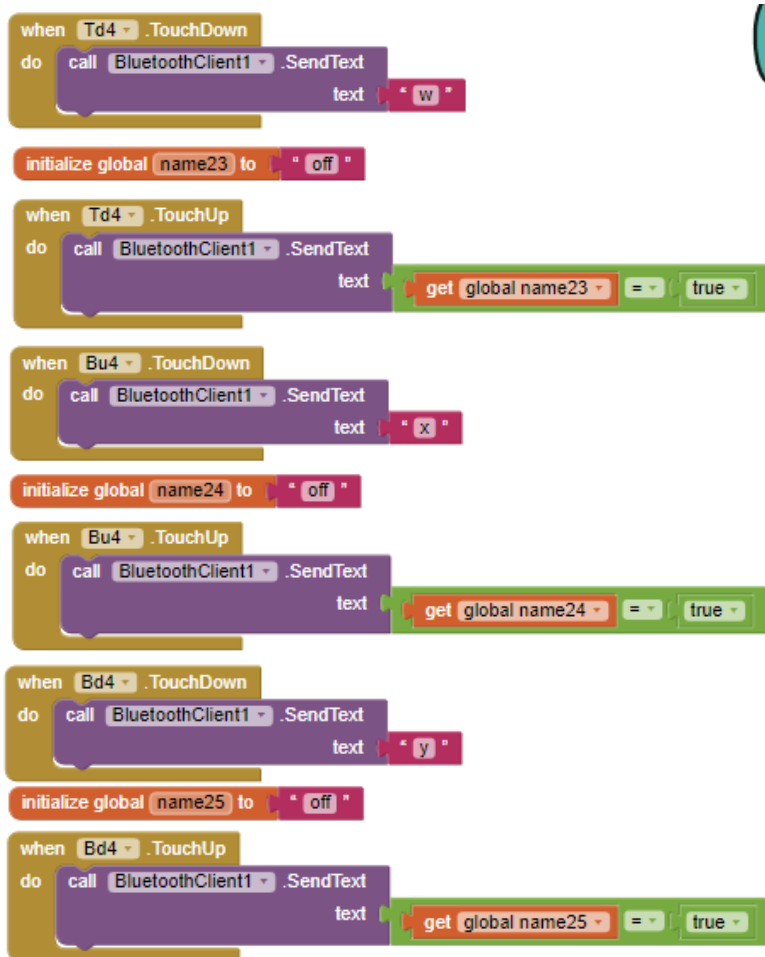 when Td4 .TouchDown
do call BluetoothClient1 .SendText
text " w "
initialize global name23 to " off "
when Td4 .TouchUp
do call BluetoothClient1 .SendText
text get global name23 = true
when Bu4 .TouchDown
do call BluetoothClient1 .SendText
text " x "
initialize global name24 to " off "
when Bu4 .TouchUp
do call BluetoothClient1 .SendText
text get global name24 = true
when Bd4 .TouchDown
do call BluetoothClient1 .SendText
text " y "
initialize global name25 to " off "
when Bd4 .TouchUp
do call BluetoothClient1 .SendText
text get global name25 = true